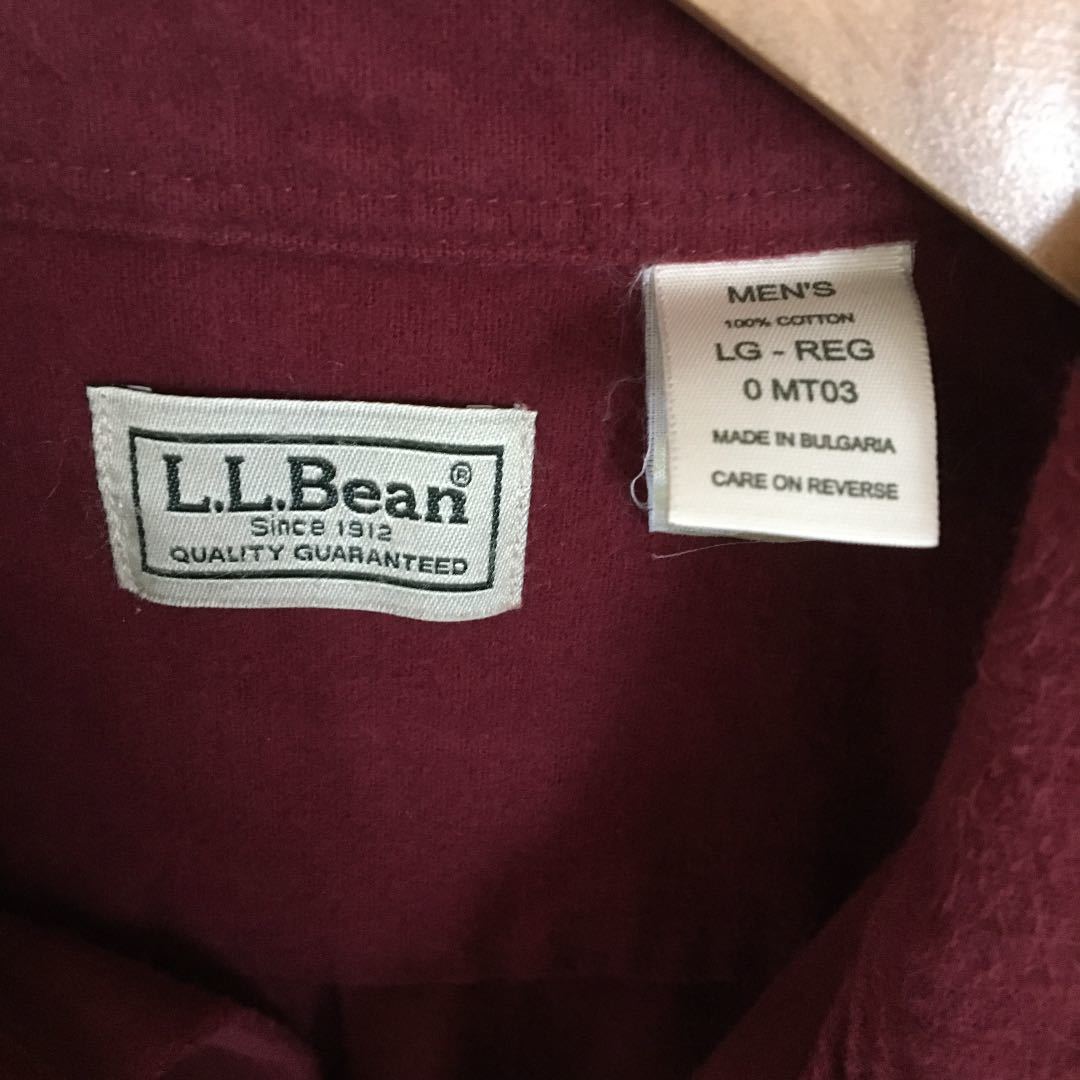 L.L.Bean®
Since 1912
QUALITY GUARANTEED
MEN'S
100% COTTON
LG - REG
0 MT03
MADE IN BULGARIA
CARE ON REVERSE